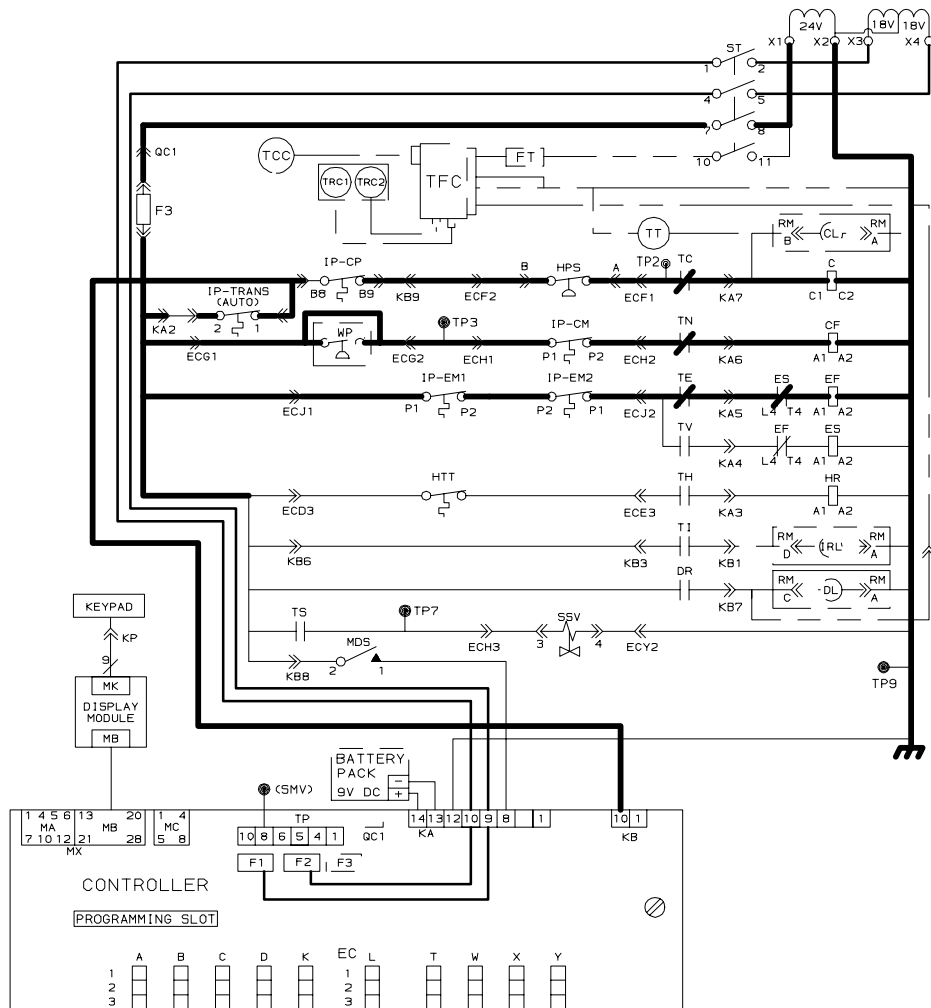 24V 18V 18V
X1 X2 X3 X4
ST
1 2
4 5
7 8
10 11
QC1
TCC
TRC1 TRC2
TFC
FT
F3
TT
RM B CL RM A
IP-CP
B8 B9
KB9
ECF2
B HPS A
ECF1
TP2
TC
KA7
C
C1 C2
IP-TRANS
(AUTO)
KA2
2 1
ECG1
WP
ECG2
TP3
ECH1
IP-CM
P1 P2
ECH2
TN
KA6
CF
A1 A2
ECJ1
IP-EM1
P1 P2
IP-EM2
P2 P1
ECJ2
TE
KA5
ES
L4 T4
EF
A1 A2
TV
KA4
EF
L4 T4
ES
A1 A2
ECD3
HTT
ECE3
TH
KA3
HR
A1 A2
KB6
KB3
TI
KB1
RM D IRL RM A
DR
KB7
RM C DL RM A
TS
TP7
ECH3
3 SSV 4
ECY2
KB8
MDS
2 1
TP9
KEYPAD
KP
9
MK
DISPLAY
MODULE
MB
BATTERY
PACK
9V DC
-
+
(SMV)
1 4 5 6 13 20
MA MB
7 10 12 21 28
MX
1 4
MC
5 8
TP
10 8 6 5 4 1
QC1
14 13 12 10 9 8 1
KA
10 1
KB
F1 F2 F3
CONTROLLER
PROGRAMMING SLOT
A B C D K EC L T W X Y
1 1
2 2
3 3